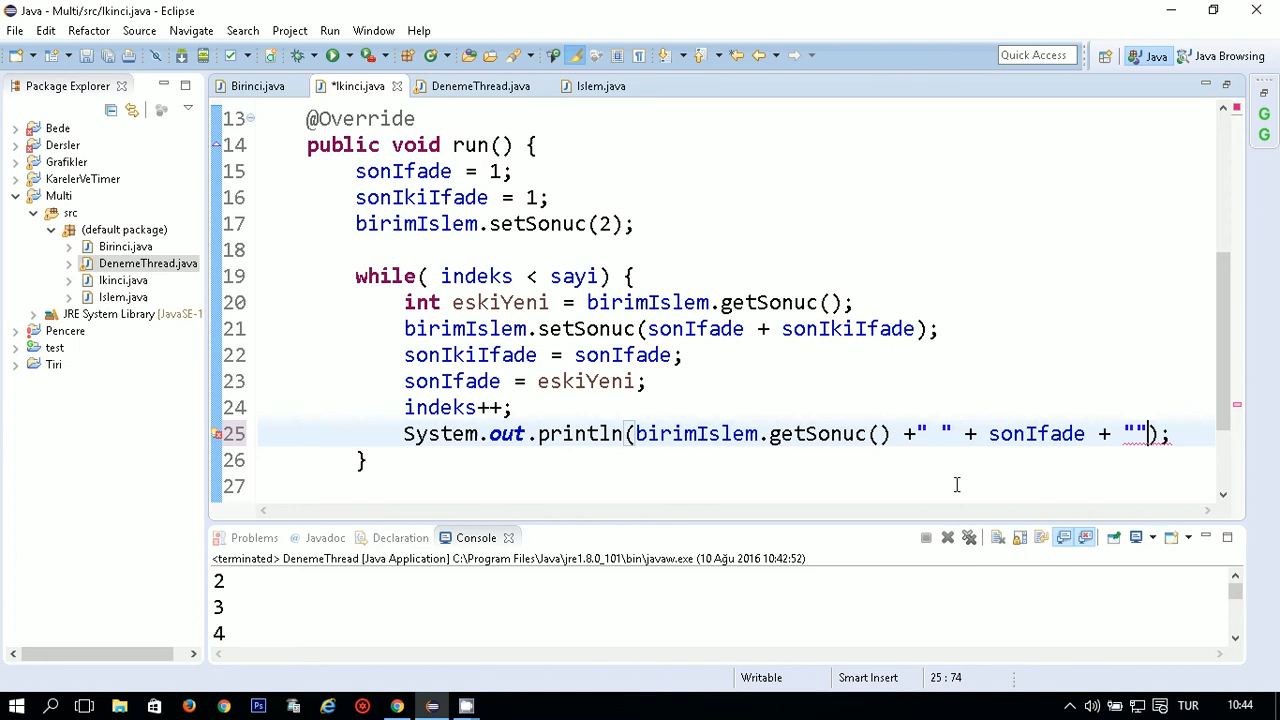 Java - Multi/src/Ikinci.java - Eclipse
File Edit Refactor Source Navigate Search Project Run Window Help
Quick Access Java Java Browsing
Package Explorer
Birinci.java *Ikinci.java DenemeThread.java Islem.java
Bede
Dersler
Grafikler
KarelerVeTimer
Multi
src
(default package)
Birinci.java
DenemeThread.java
Ikinci.java
Islem.java
JRE System Library [JavaSE-1
Pencere
test
Tiri
13 @Override
14 public void run() {
15 sonIfade = 1;
16 sonIkiIfade = 1;
17 birimIslem.setSonuc(2);
18
19 while( indeks < sayi) {
20 int eskiYeni = birimIslem.getSonuc();
21 birimIslem.setSonuc(sonIfade + sonIkiIfade);
22 sonIkiIfade = sonIfade;
23 sonIfade = eskiYeni;
24 indeks++;
25 System.out.println(birimIslem.getSonuc() +" " + sonIfade + "");
26 }
27
Problems Javadoc Declaration Console
<terminated> DenemeThread [Java Application] C:\Program Files\Java\jre1.8.0_101\bin\javaw.exe (10 Ağu 2016 10:42:52)
2
3
4
Writable Smart Insert 25 : 74
TUR 10:44